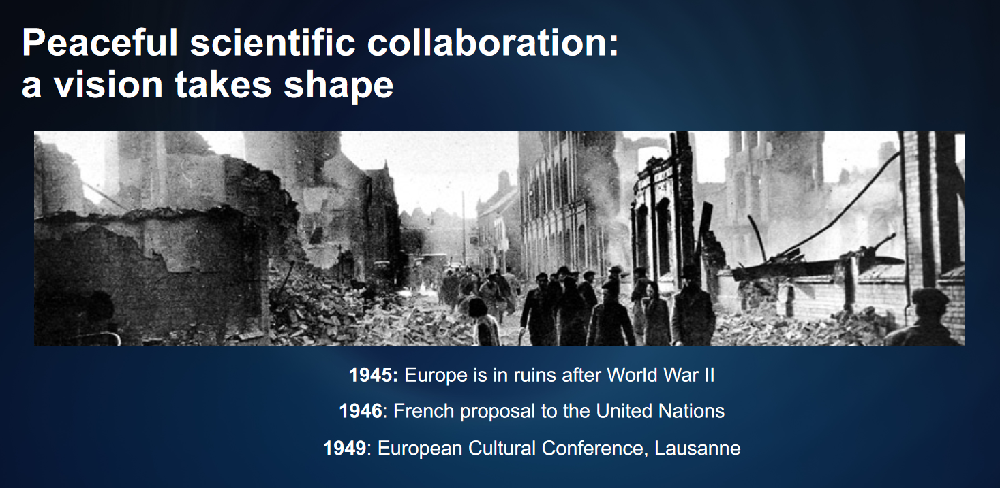 Peaceful scientific collaboration:
a vision takes shape
1945: Europe is in ruins after World War II
1946: French proposal to the United Nations
1949: European Cultural Conference, Lausanne